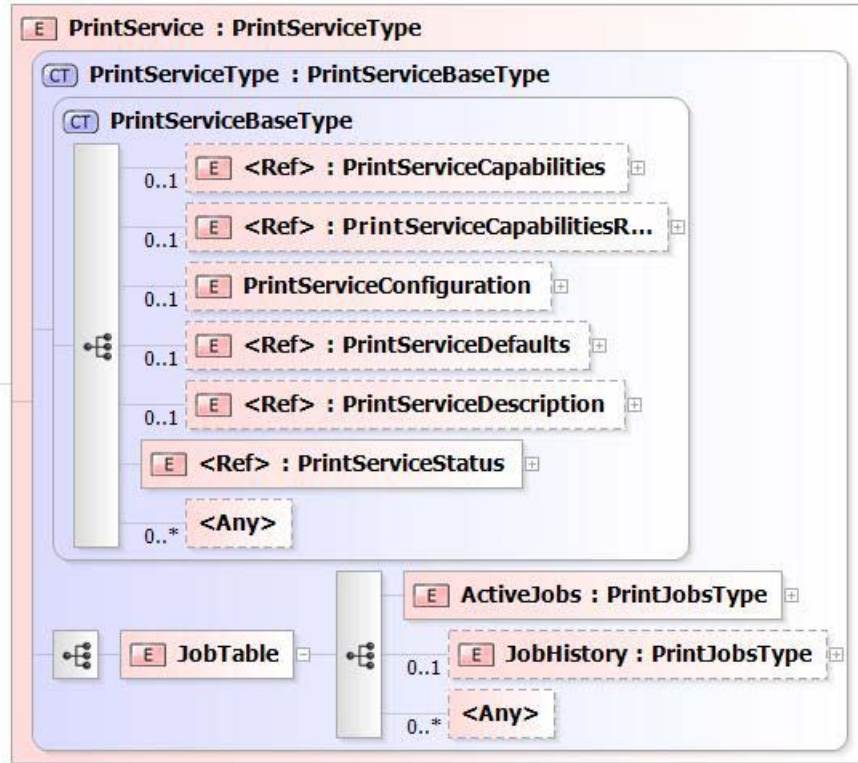 E PrintService : PrintServiceType
CT PrintServiceType : PrintServiceBaseType
CT PrintServiceBaseType
0..1 E <Ref> : PrintServiceCapabilities
0..1 E <Ref> : PrintServiceCapabilitiesR...
0..1 E PrintServiceConfiguration
0..1 E <Ref> : PrintServiceDefaults
0..1 E <Ref> : PrintServiceDescription
E <Ref> : PrintServiceStatus
0..* <Any>
E ActiveJobs : PrintJobsType
E JobTable
0..1 E JobHistory : PrintJobsType
0..* <Any>